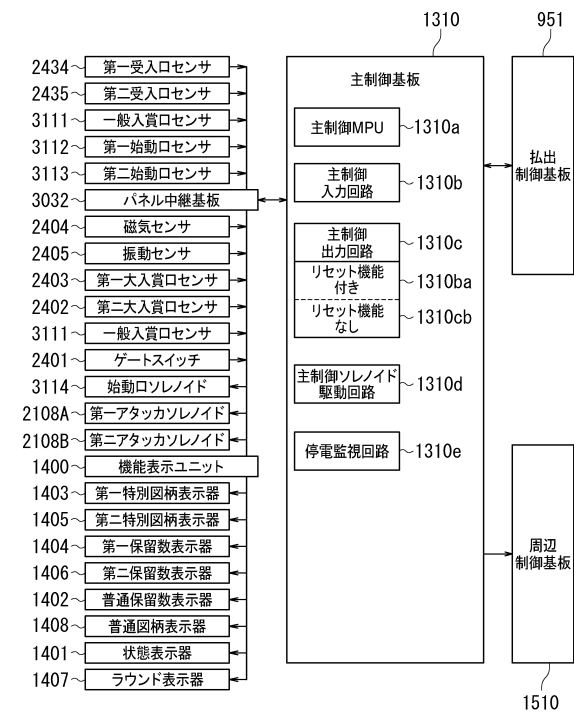 1310
951
2434 第一受入口センサ
2435 第二受入口センサ
3111 一般入賞口センサ
3112 第一始動口センサ
3113 第二始動口センサ
3032 パネル中継基板
2404 磁気センサ
2405 振動センサ
2403 第一大入賞口センサ
2402 第二大入賞口センサ
3111 一般入賞口センサ
2401 ゲートスイッチ
3114 始動口ソレノイド
2108A 第一アタッカソレノイド
2108B 第二アタッカソレノイド
1400 機能表示ユニット
1403 第一特別図柄表示器
1405 第二特別図柄表示器
1404 第一保留数表示器
1406 第二保留数表示器
1402 普通保留数表示器
1408 普通図柄表示器
1401 状態表示器
1407 ラウンド表示器
主制御基板
主制御MPU 1310a
主制御
入力回路 1310b
主制御
出力回路 1310c
リセット機能
付き 1310ba
リセット機能
なし 1310cb
主制御ソレノイド
駆動回路 1310d
停電監視回路 1310e
払出
制御基板
周辺
制御基板
1510